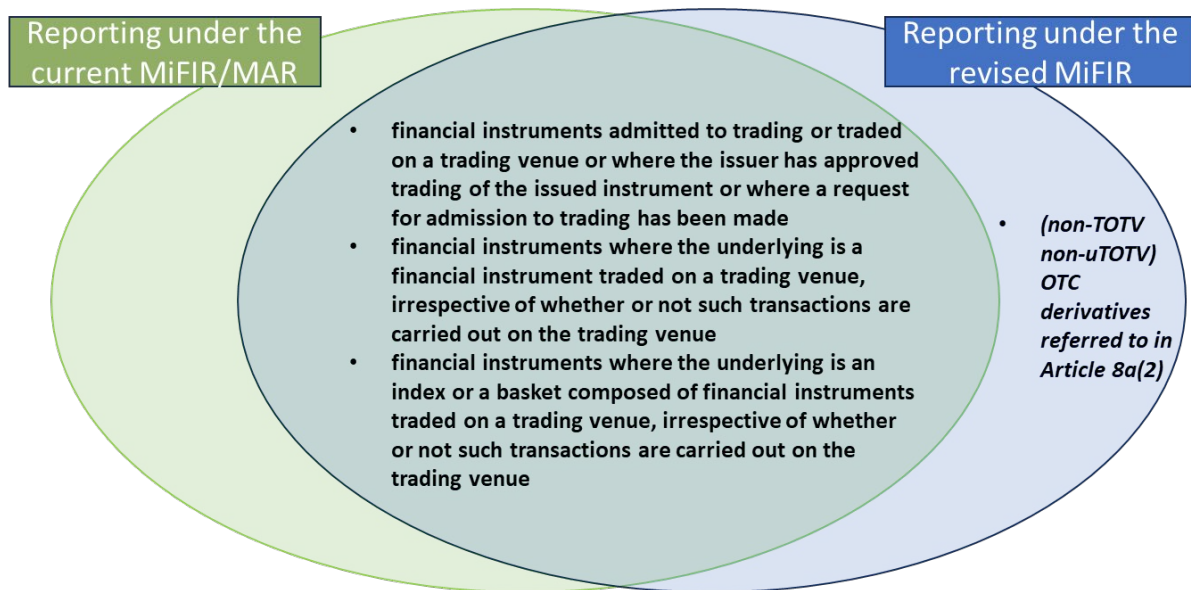 Reporting under the
current MiFIR/MAR
Reporting under the
revised MiFIR
• financial instruments admitted to trading or traded
on a trading venue or where the issuer has approved
trading of the issued instrument or where a request
for admission to trading has been made
• financial instruments where the underlying is a
financial instrument traded on a trading venue,
irrespective of whether or not such transactions are
carried out on the trading venue
• financial instruments where the underlying is an
index or a basket composed of financial instruments
traded on a trading venue, irrespective of whether
or not such transactions are carried out on the
trading venue
• (non-TOTV
non-uTOTV)
OTC
derivatives
referred to in
Article 8a(2)